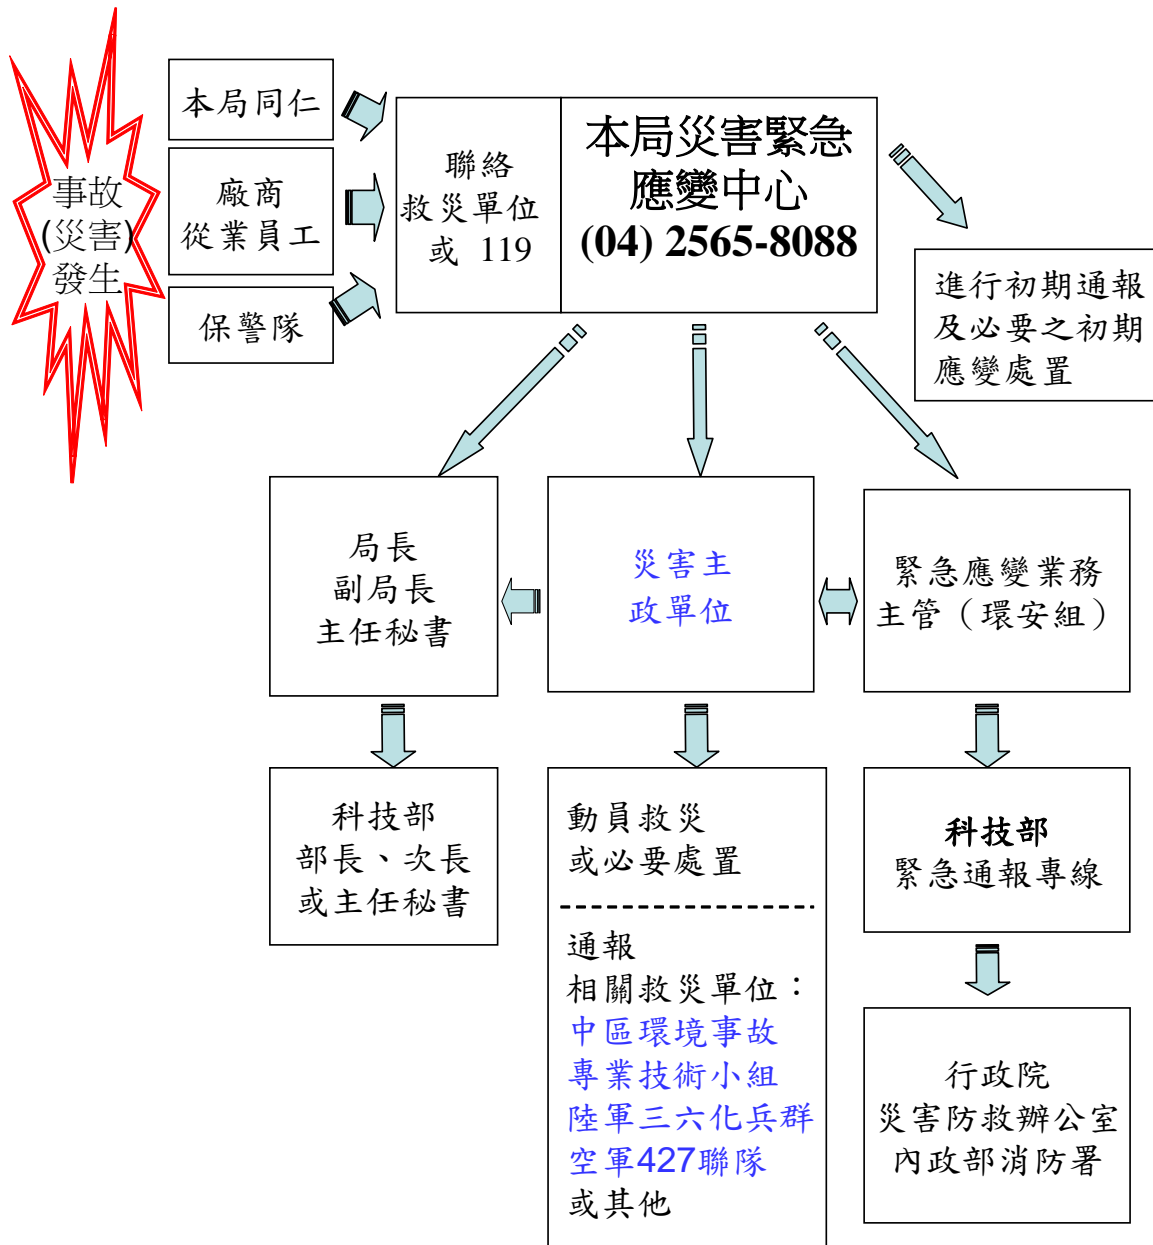 事故
(災害)
發生
本局同仁
廠商
從業員工
保警隊
聯絡
救災單位
或 119
本局災害緊急
應變中心
(04) 2565-8088
進行初期通報
及必要之初期
應變處置
局長
副局長
主任秘書
災害主
政單位
緊急應變業務
主管（環安組）
科技部
部長、次長
或主任秘書
動員救災
或必要處置
通報
相關救災單位：
中區環境事故
專業技術小組
陸軍三六化兵群
空軍427聯隊
或其他
科技部
緊急通報專線
行政院
災害防救辦公室
內政部消防署